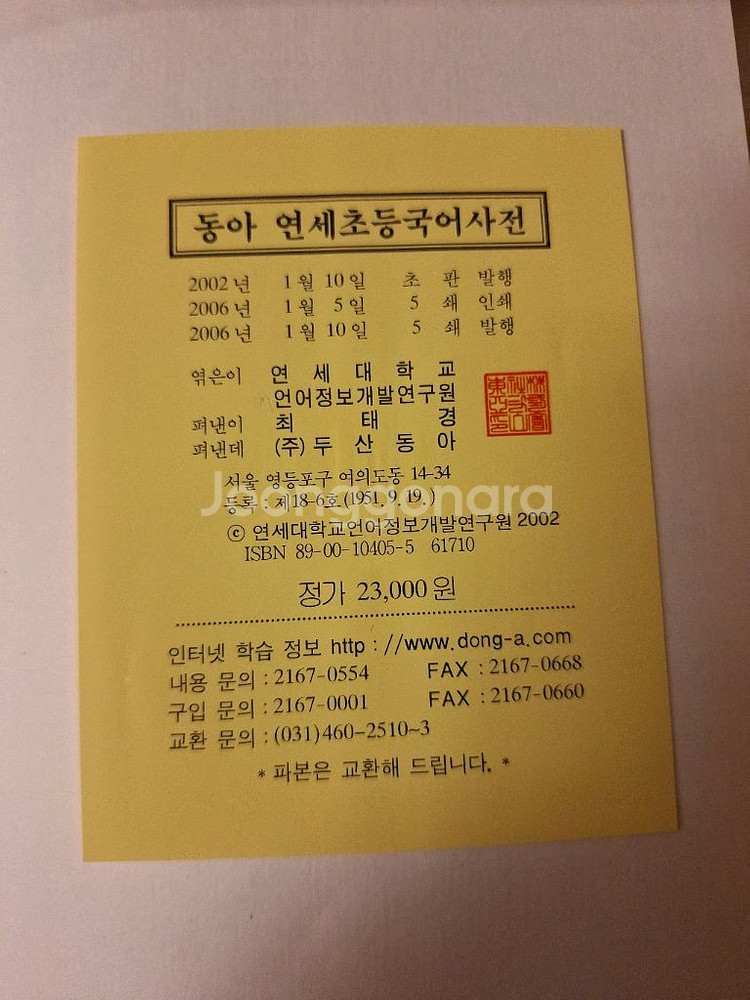 동아 연세초등국어사전
2002년 1월 10일 초 판 발행
2006년 1월 5일 5 쇄 인쇄
2006년 1월 10일 5 쇄 발행
엮은이 연 세 대 학 교
언어정보개발연구원
펴낸이 최 태 경
펴낸데 (주) 두 산 동 아
서울 영등포구 여의도동 14-34
Joonggonara
등록 : 제18-6호(1951. 9. 19.)
ⓒ 연세대학교언어정보개발연구원 2002
ISBN 89-00-10405-5 61710
정가 23,000원
인터넷 학습 정보 http : //www.dong-a.com
내용 문의 : 2167-0554 FAX : 2167-0668
구입 문의 : 2167-0001 FAX : 2167-0660
교환 문의 : (031)460-2510~3
* 파본은 교환해 드립니다. *